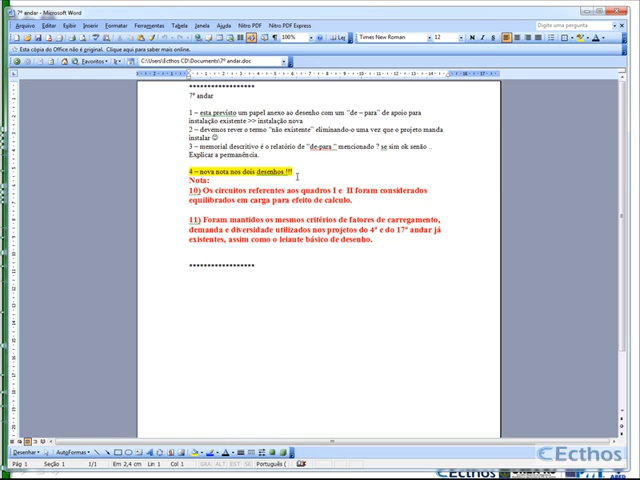 7º andar - Microsoft Word
Arquivo Editar Exibir Inserir Formatar Ferramentas Tabela Janela Ajuda Nitro PDF Nitro PDF Express
Digite uma pergunta
100% Ler Times New Roman 12 N I S
Esta cópia do Office não é original. Clique aqui para saber mais online.
Favoritos Ir C:\Users\Ecthos CD\Documents\7º andar.doc
******************
7º andar
1 – esta previsto um papel anexo ao desenho com um "de – para" de apoio para
instalação existente >> instalação nova
2 – devemos rever o termo "não existente" eliminando-o uma vez que o projeto manda
instalar ☺
3 – memorial descritivo é o relatório de "de-para " mencionado ? se sim ok senão ..
Explicar a permanência.
4 – nova nota nos dois desenhos !!!
Nota:
10) Os circuitos referentes aos quadros I e II foram considerados
equilibrados em carga para efeito de calculo.
11) Foram mantidos os mesmos critérios de fatores de carregamento,
demanda e diversidade utilizados nos projetos do 4º e do 17º andar já
existentes, assim como o leiaute básico de desenho.
******************
Desenhar AutoFormas
Pág 1 Seção 1 1/1 Em 2,4 cm Lin 1 Col 1 GRA ALT EST SE Português (
Ecthos
Ecthos